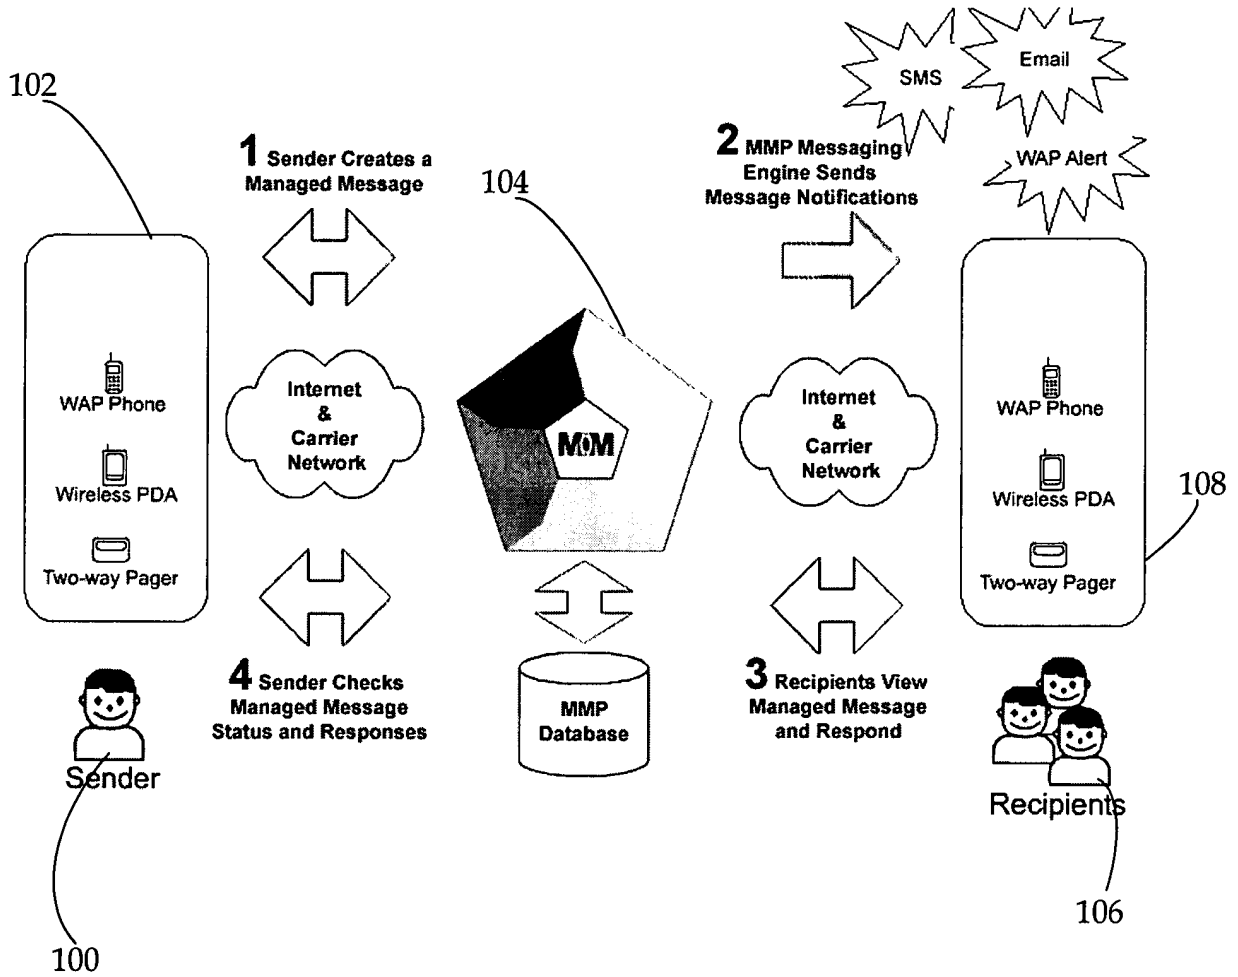 102
SMS
Email
WAP Alert
1 Sender Creates a
Managed Message
104
2 MMP Messaging
Engine Sends
Message Notifications
WAP Phone
Wireless PDA
Two-way Pager
Internet
&
Carrier
Network
MM
Internet
&
Carrier
Network
WAP Phone
Wireless PDA
Two-way Pager
108
4 Sender Checks
Managed Message
Status and Responses
MMP
Database
3 Recipients View
Managed Message
and Respond
Sender
Recipients
100
106